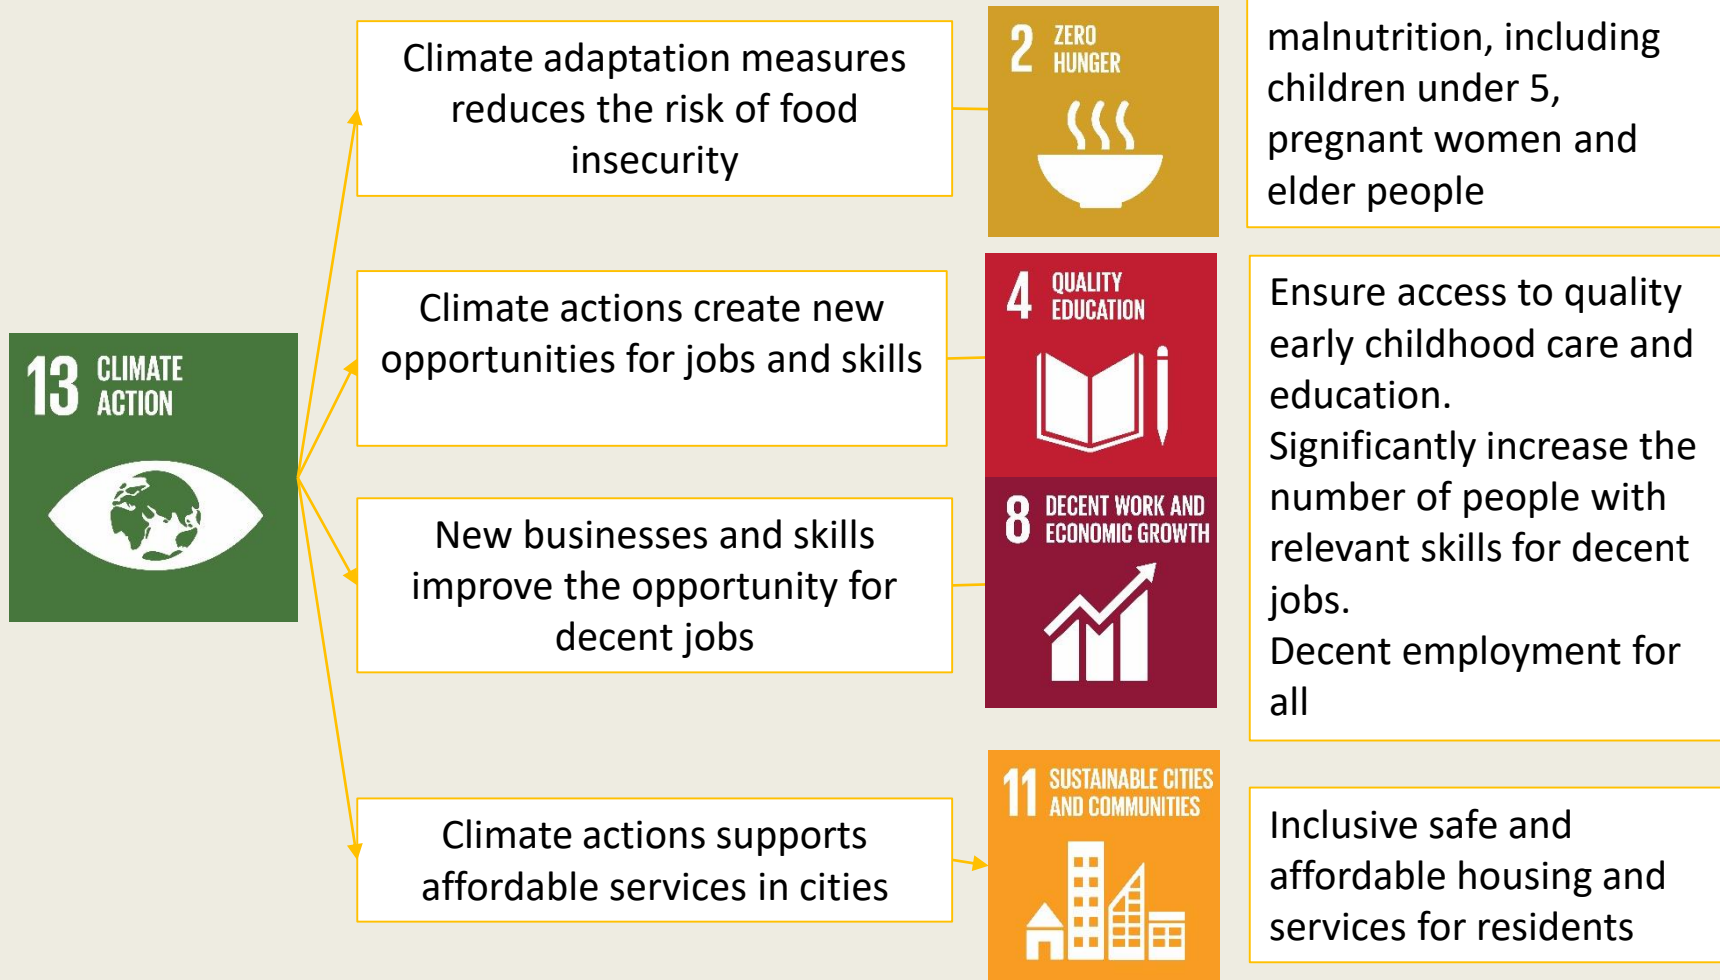 13 CLIMATE
ACTION
Climate adaptation measures
reduces the risk of food
insecurity
2 ZERO
HUNGER
malnutrition, including
children under 5,
pregnant women and
elder people
Climate actions create new
opportunities for jobs and skills
4 QUALITY
EDUCATION
New businesses and skills
improve the opportunity for
decent jobs
8 DECENT WORK AND
ECONOMIC GROWTH
Ensure access to quality
early childhood care and
education.
Significantly increase the
number of people with
relevant skills for decent
jobs.
Decent employment for
all
Climate actions supports
affordable services in cities
11 SUSTAINABLE CITIES
AND COMMUNITIES
Inclusive safe and
affordable housing and
services for residents